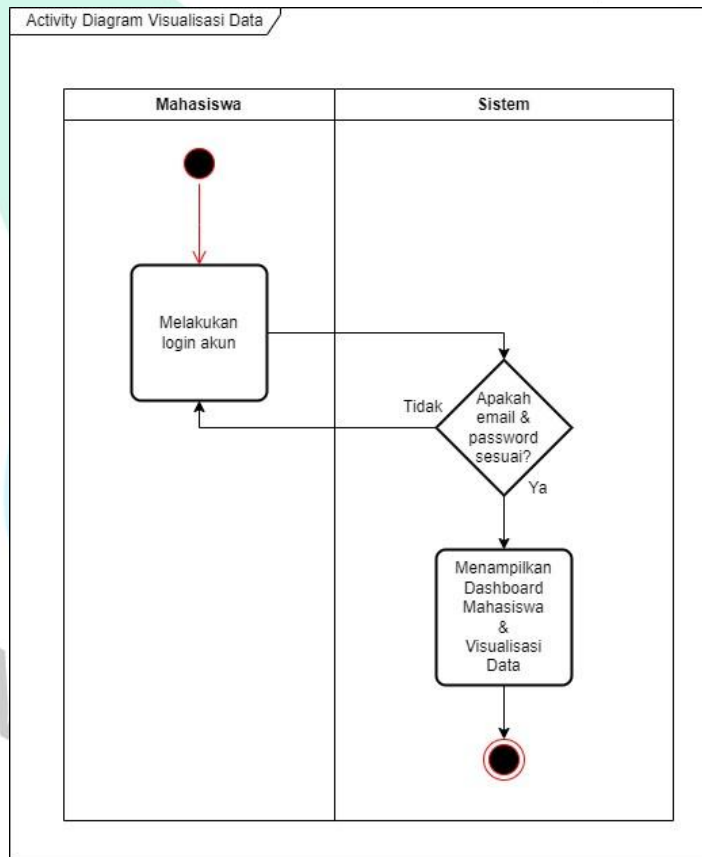 Activity Diagram Visualisasi Data
Mahasiswa
Sistem
Melakukan
login akun
Tidak
Apakah
email &
password
sesuai?
Ya
Menampilkan
Dashboard
Mahasiswa
&
Visualisasi
Data